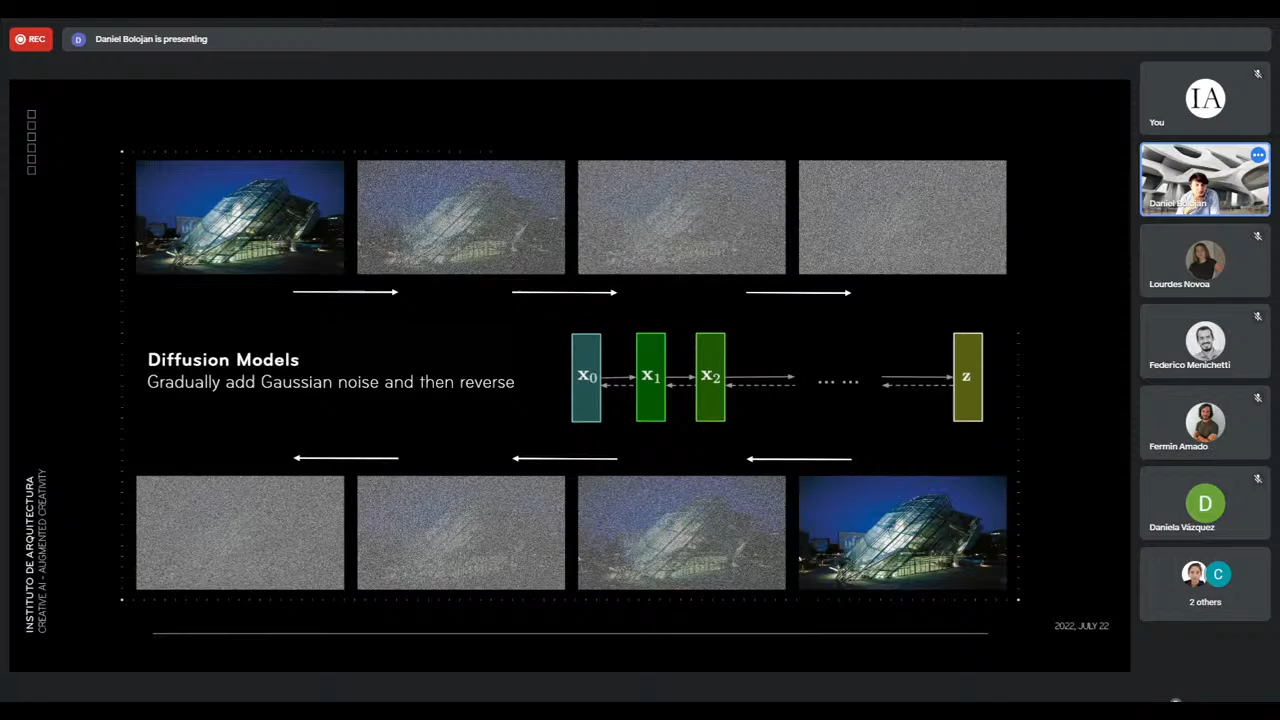 REC
D
Daniel Bolojan is presenting
IA
You
Daniel Bolojan
Lourdes Novoa
Diffusion Models
Gradually add Gaussian noise and then reverse
x0
x1
x2
... ...
z
Federico Menichetti
Fermin Amado
D
Daniela Vázquez
C
2 others
INSTITUTO DE ARQUITECTURA
CREATIVE AI - AUGMENTED CREATIVITY
2022, JULY 22